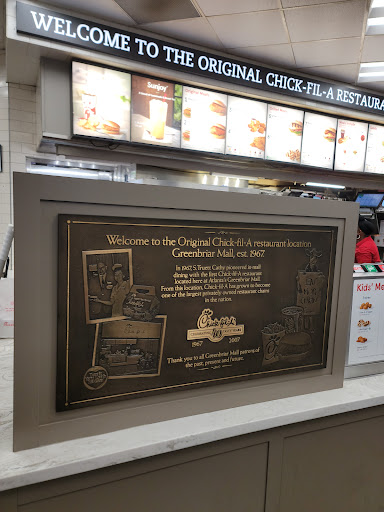 WELCOME TO THE ORIGINAL CHICK-FIL-A RESTAURA
Sunjoy
Welcome to the Original Chick-fil-A restaurant location
Greenbriar Mall, est. 1967.
In 1967, S. Truett Cathy pioneered in-mall
dining with the first Chick-fil-A restaurant
located here at Atlanta's Greenbriar Mall.
From this location, Chick-fil-A has grown to become
one of the largest privately owned restaurant chains
in the nation.
Chick-fil-A
40
1967 2007
Thank you to all Greenbriar Mall patrons of
the past, present and future.
Kids' Me